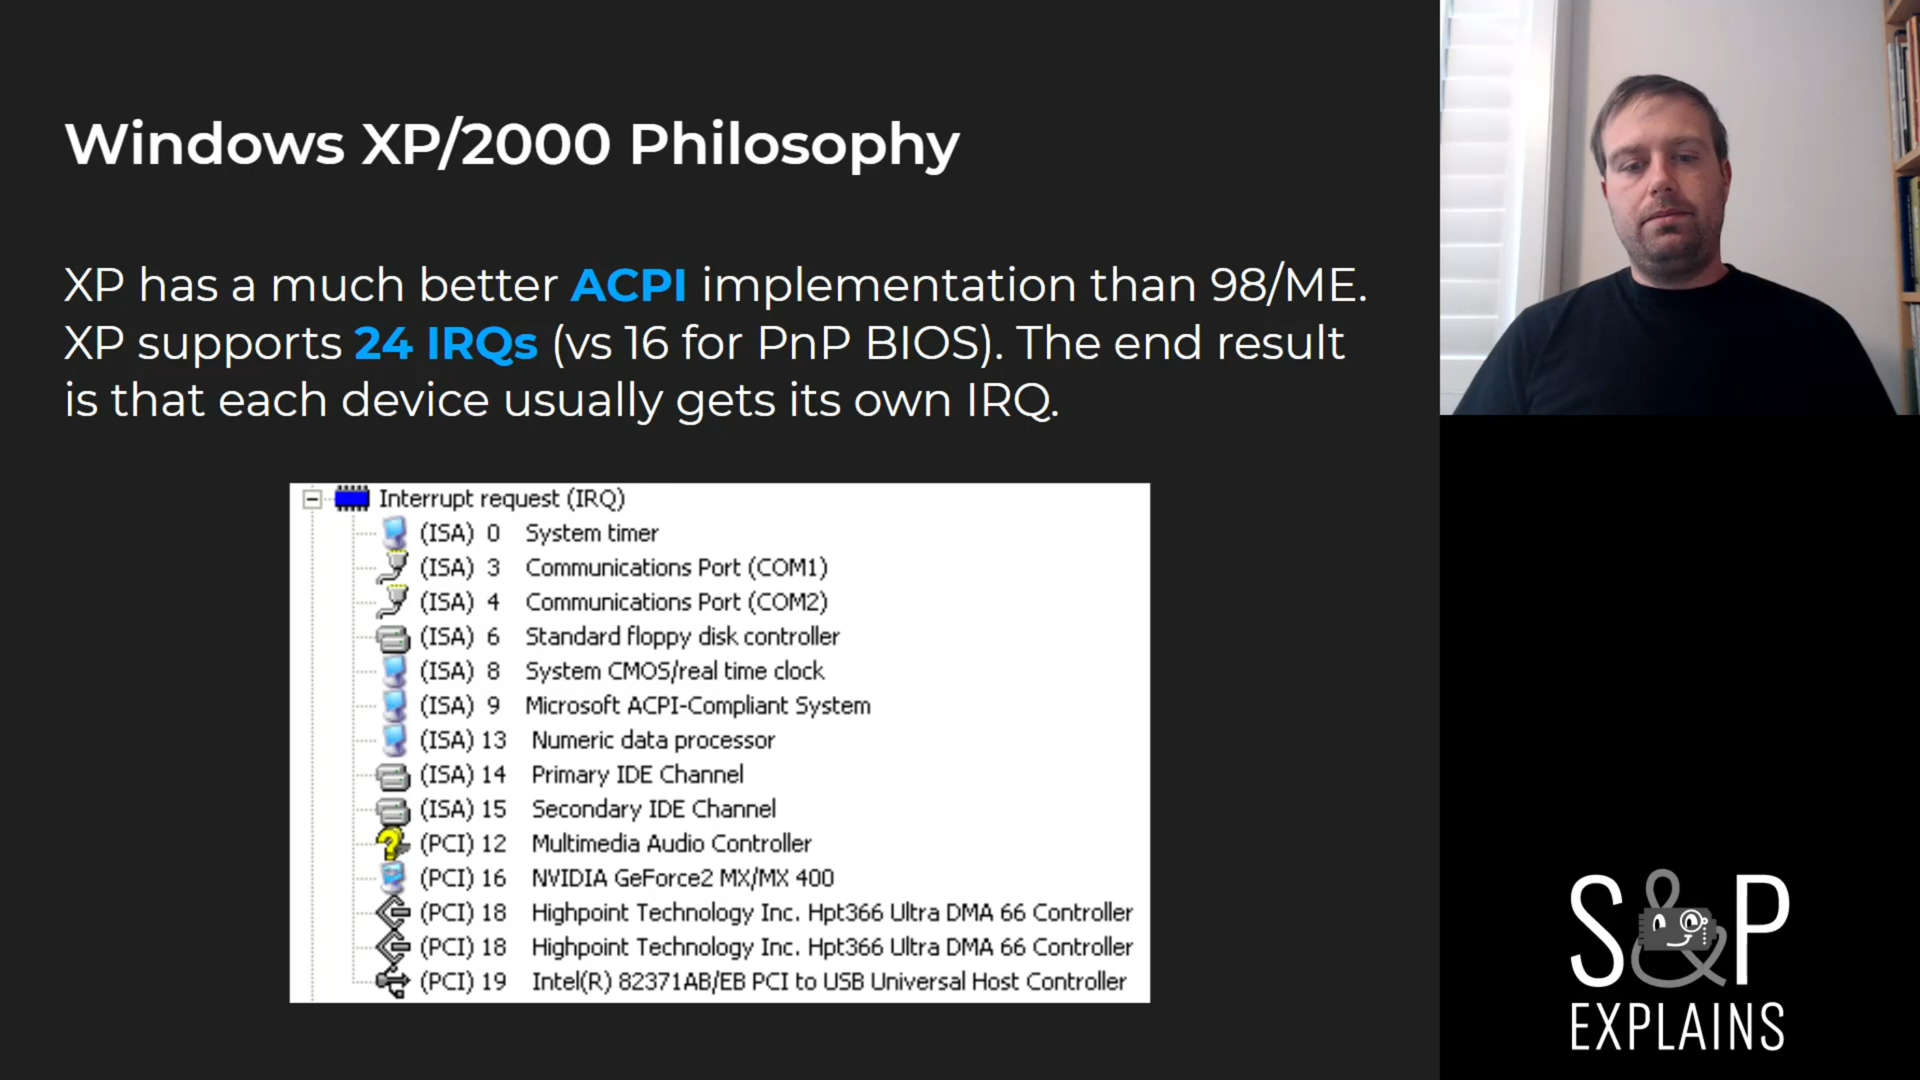 Windows XP/2000 Philosophy
XP has a much better ACPI implementation than 98/ME.
XP supports 24 IRQs (vs 16 for PnP BIOS). The end result
is that each device usually gets its own IRQ.
Interrupt request (IRQ)
(ISA) 0 System timer
(ISA) 3 Communications Port (COM1)
(ISA) 4 Communications Port (COM2)
(ISA) 6 Standard floppy disk controller
(ISA) 8 System CMOS/real time clock
(ISA) 9 Microsoft ACPI-Compliant System
(ISA) 13 Numeric data processor
(ISA) 14 Primary IDE Channel
(ISA) 15 Secondary IDE Channel
(PCI) 12 Multimedia Audio Controller
(PCI) 16 NVIDIA GeForce2 MX/MX 400
(PCI) 18 Highpoint Technology Inc. Hpt366 Ultra DMA 66 Controller
(PCI) 18 Highpoint Technology Inc. Hpt366 Ultra DMA 66 Controller
(PCI) 19 Intel(R) 82371AB/EB PCI to USB Universal Host Controller
S&P
EXPLAINS